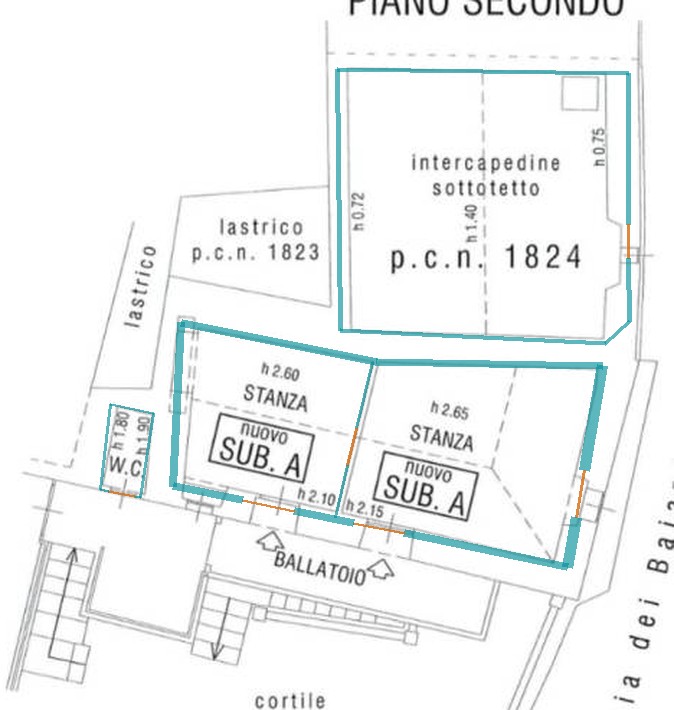 PIANO SECONDO
intercapedine
sottotetto
h 0.75
h 0.72
h 1.40
p.c.n. 1824
lastrico
p.c.n. 1823
lastrico
h 2.60
STANZA
nuovo
SUB. A
h 2.65
STANZA
nuovo
SUB. A
h 1.80
h 1.90
W.C
h 2.10
h 2.15
BALLATOIO
cortile
ia dei Baia